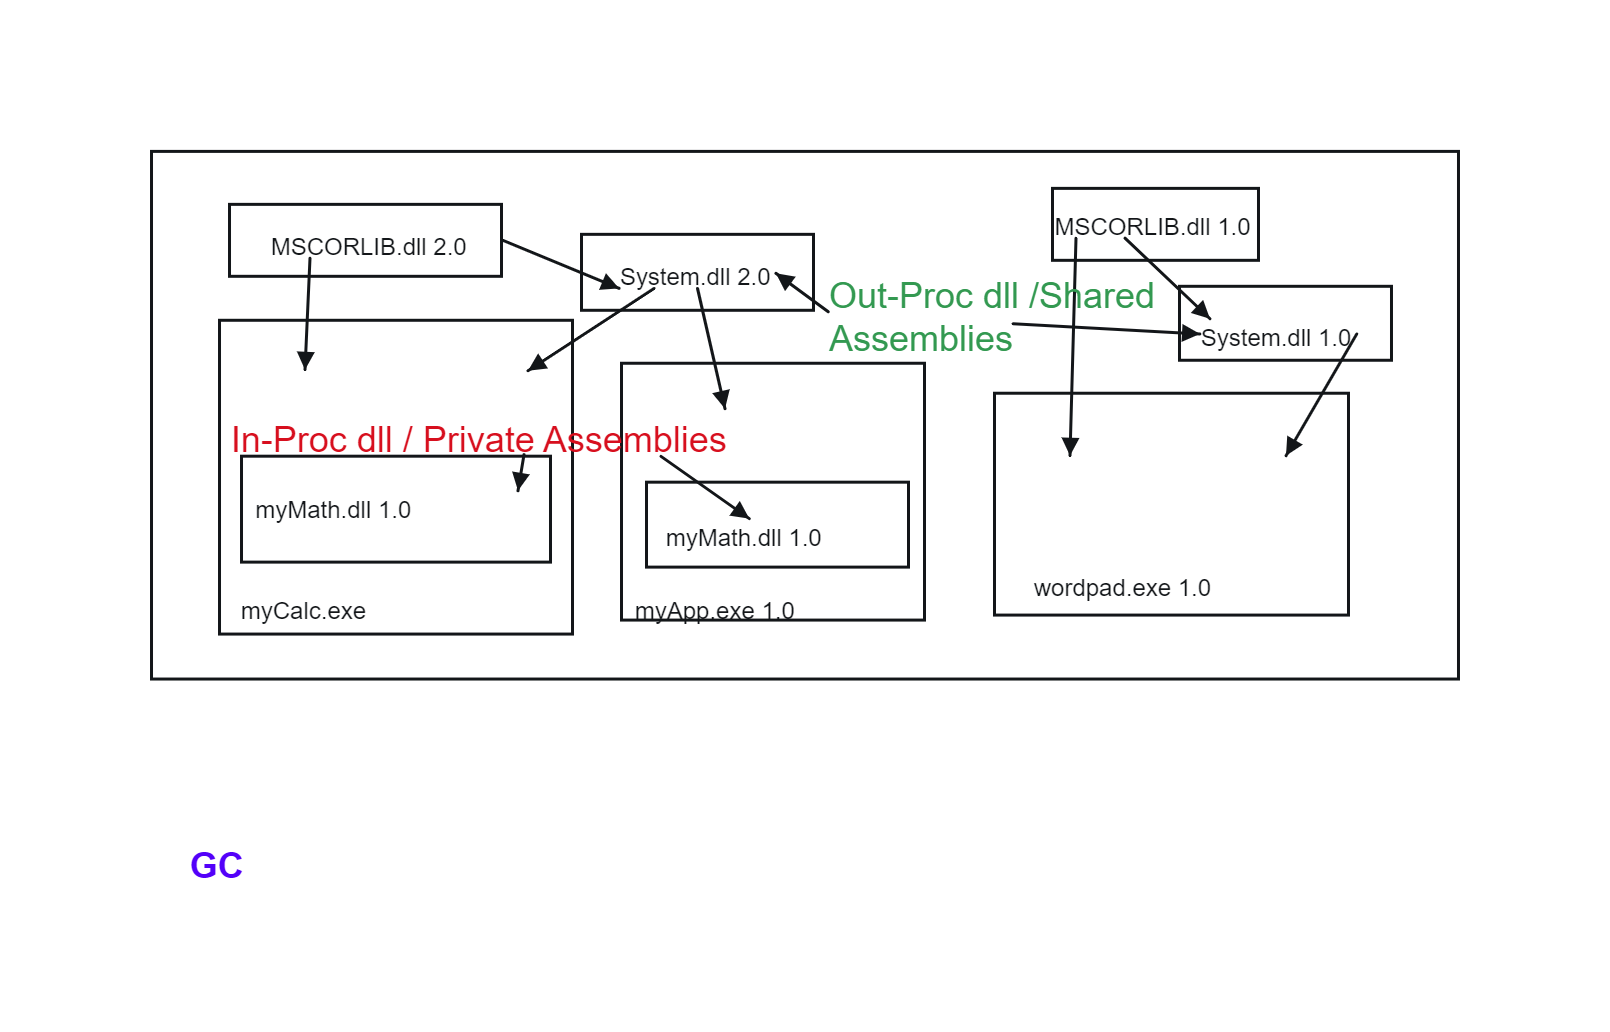 MSCORLIB.dll 2.0
System.dll 2.0
MSCORLIB.dll 1.0
Out-Proc dll /Shared
Assemblies
System.dll 1.0
In-Proc dll / Private Assemblies
myMath.dll 1.0
myMath.dll 1.0
myCalc.exe
myApp.exe 1.0
wordpad.exe 1.0
GC